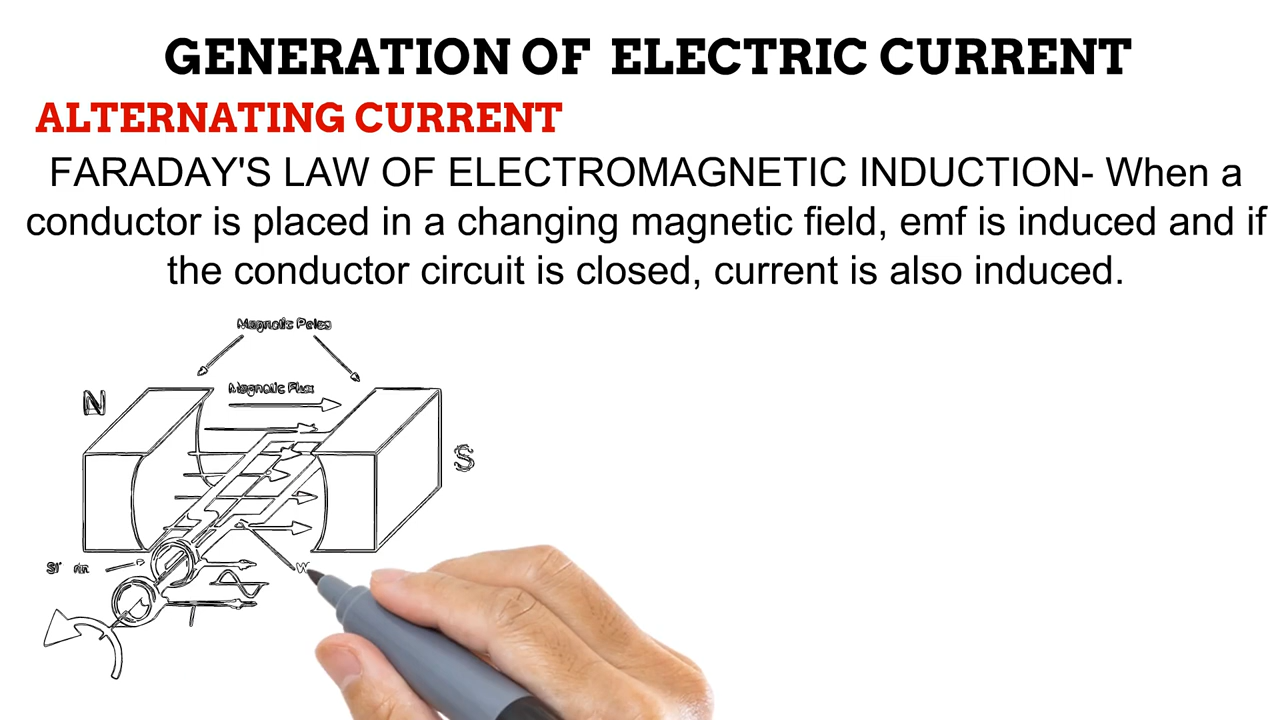 GENERATION OF ELECTRIC CURRENT
ALTERNATING CURRENT
FARADAY'S LAW OF ELECTROMAGNETIC INDUCTION- When a
conductor is placed in a changing magnetic field, emf is induced and if
the conductor circuit is closed, current is also induced.
Magnetic Poles
Magnetic Flux
N
S
W